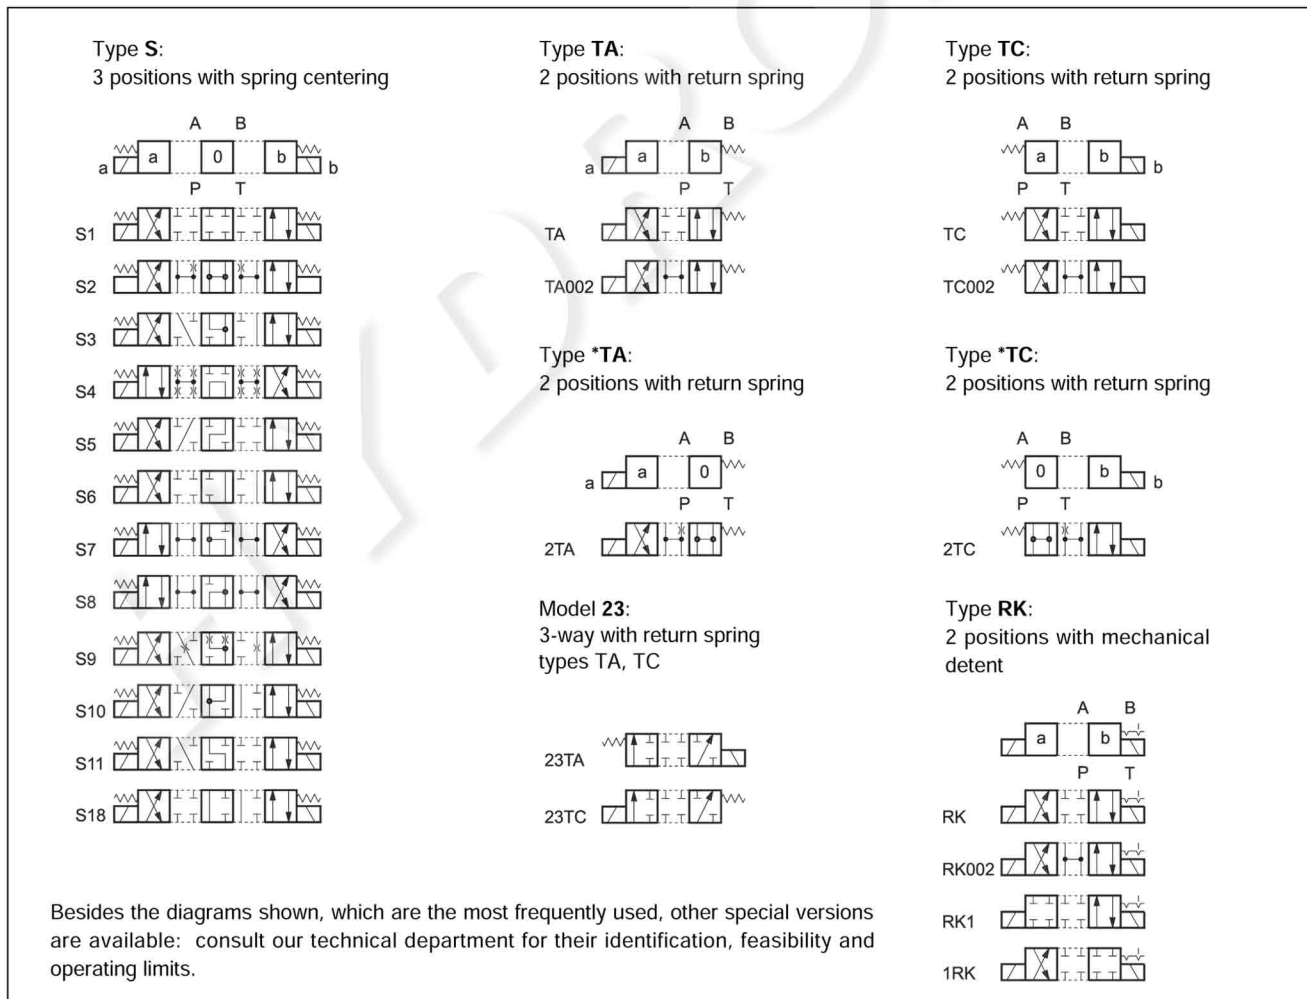 Type S:
3 positions with spring centering
A B
a a 0 b b
P T
S1
S2
S3
S4
S5
S6
S7
S8
S9
S10
S11
S18
Type TA:
2 positions with return spring
A B
a a b
P T
TA
TA002
Type *TA:
2 positions with return spring
A B
a a 0
P T
2TA
Model 23:
3-way with return spring
types TA, TC
23TA
23TC
Type TC:
2 positions with return spring
A B
a b b
P T
TC
TC002
Type *TC:
2 positions with return spring
A B
0 b b
P T
2TC
Type RK:
2 positions with mechanical
detent
A B
a b
P T
RK
RK002
RK1
1RK
Besides the diagrams shown, which are the most frequently used, other special versions
are available: consult our technical department for their identification, feasibility and
operating limits.